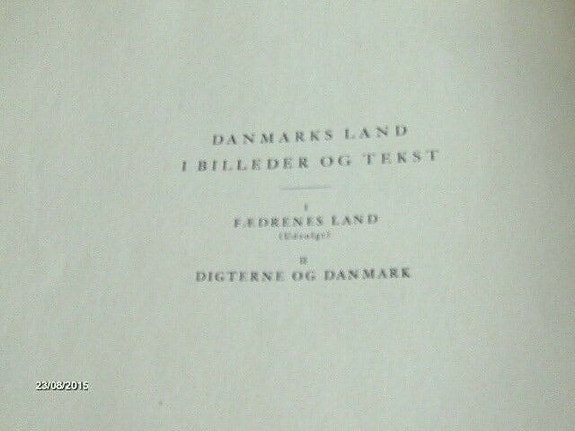 DANMARKS LAND
I BILLEDER OG TEKST
I
FÆDRENES LAND
(Udvalgt)
II
DIGTERNE OG DANMARK
23/08/2015